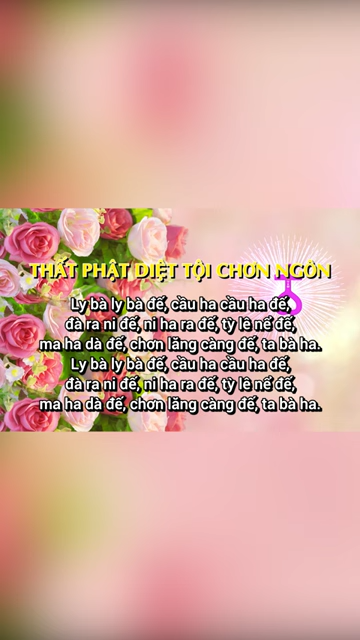 THẤT PHẬT DIỆT TỘI CHƠN NGÔN
Ly bà ly bà đế, cầu ha cầu ha đế,
đà ra ni đế, ni ha ra đế, tỳ lê nể đế,
ma ha dà đế, chơn lăng càng đế, ta bà ha.
Ly bà ly bà đế, cầu ha cầu ha đế,
đà ra ni đế, ni ha ra đế, tỳ lê nể đế,
ma ha dà đế, chơn lăng càng đế, ta bà ha.